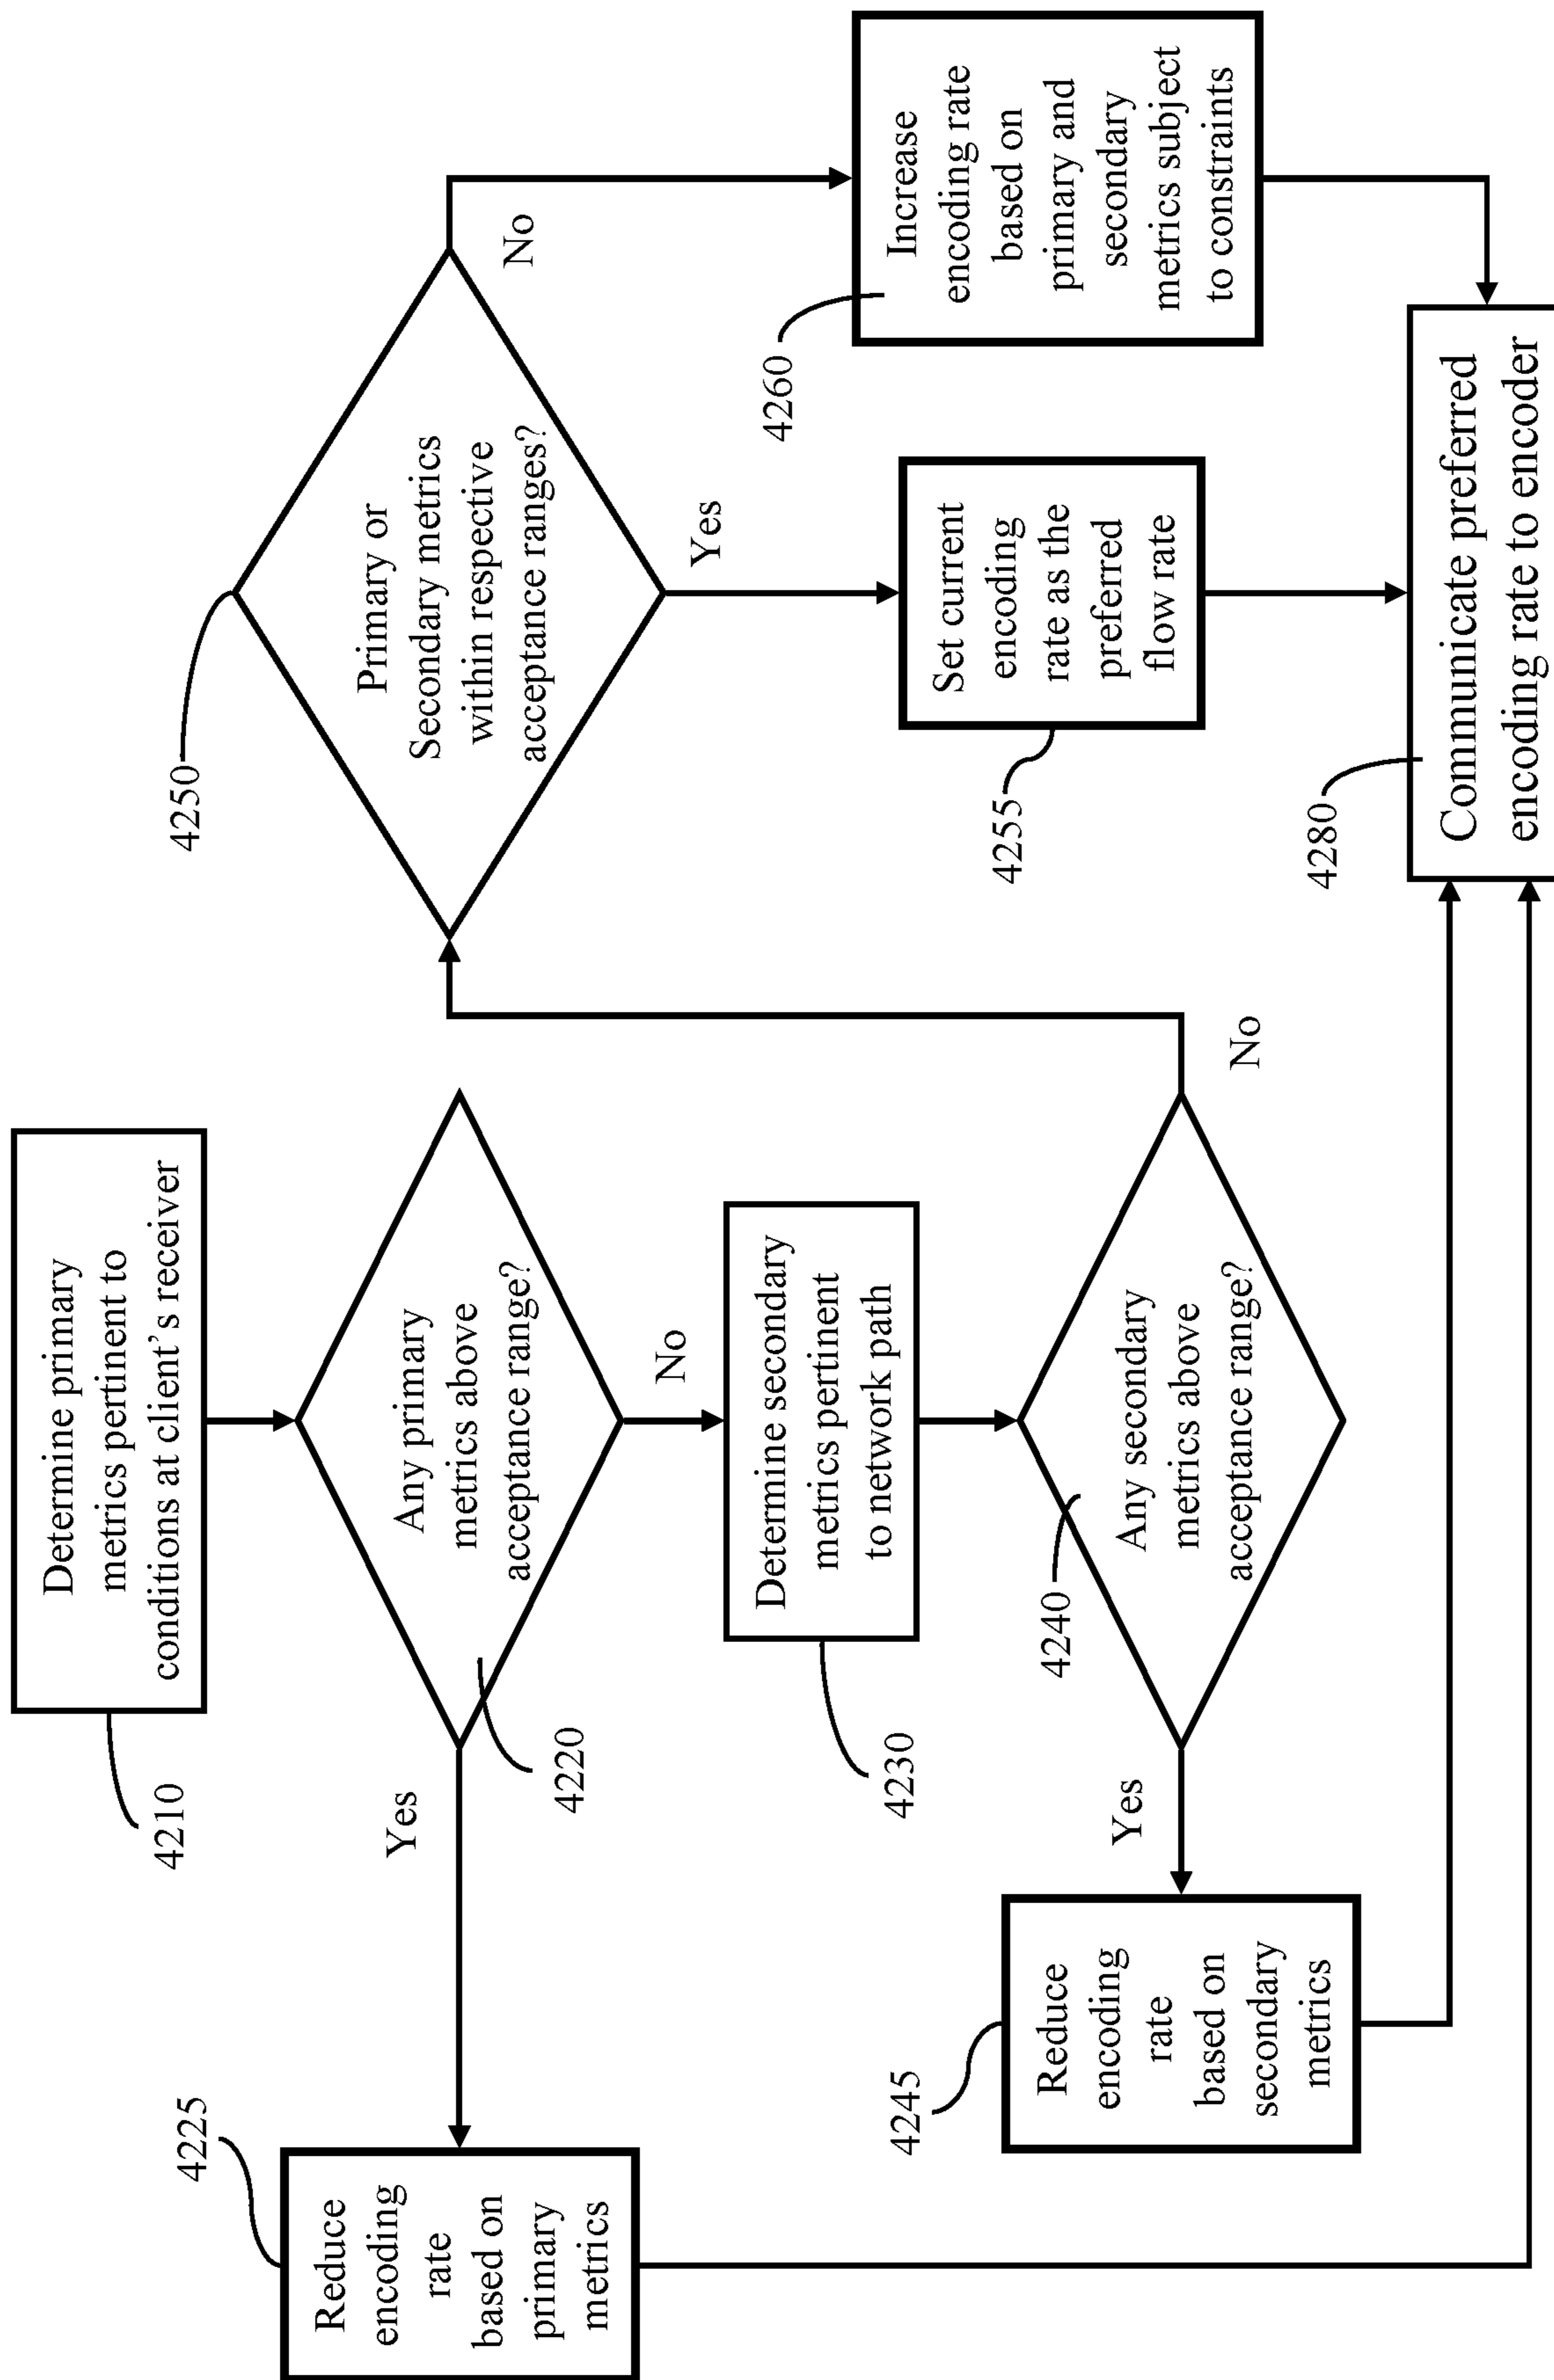 Determine primary
metrics pertinent to
conditions at client's receiver
4210
Any primary
metrics above
acceptance range?
4220
Yes
No
Reduce
encoding
rate
based on
primary
metrics
4225
Determine secondary
metrics pertinent
to network path
4230
Any secondary
metrics above
acceptance range?
4240
Yes
No
Reduce
encoding
rate
based on
secondary
metrics
4245
Primary or
Secondary metrics
within respective
acceptance ranges?
4250
No
Yes
Set current
encoding
rate as the
preferred
flow rate
4255
Increase
encoding rate
based on
primary and
secondary
metrics subject
to constraints
4260
Communicate preferred
encoding rate to encoder
4280